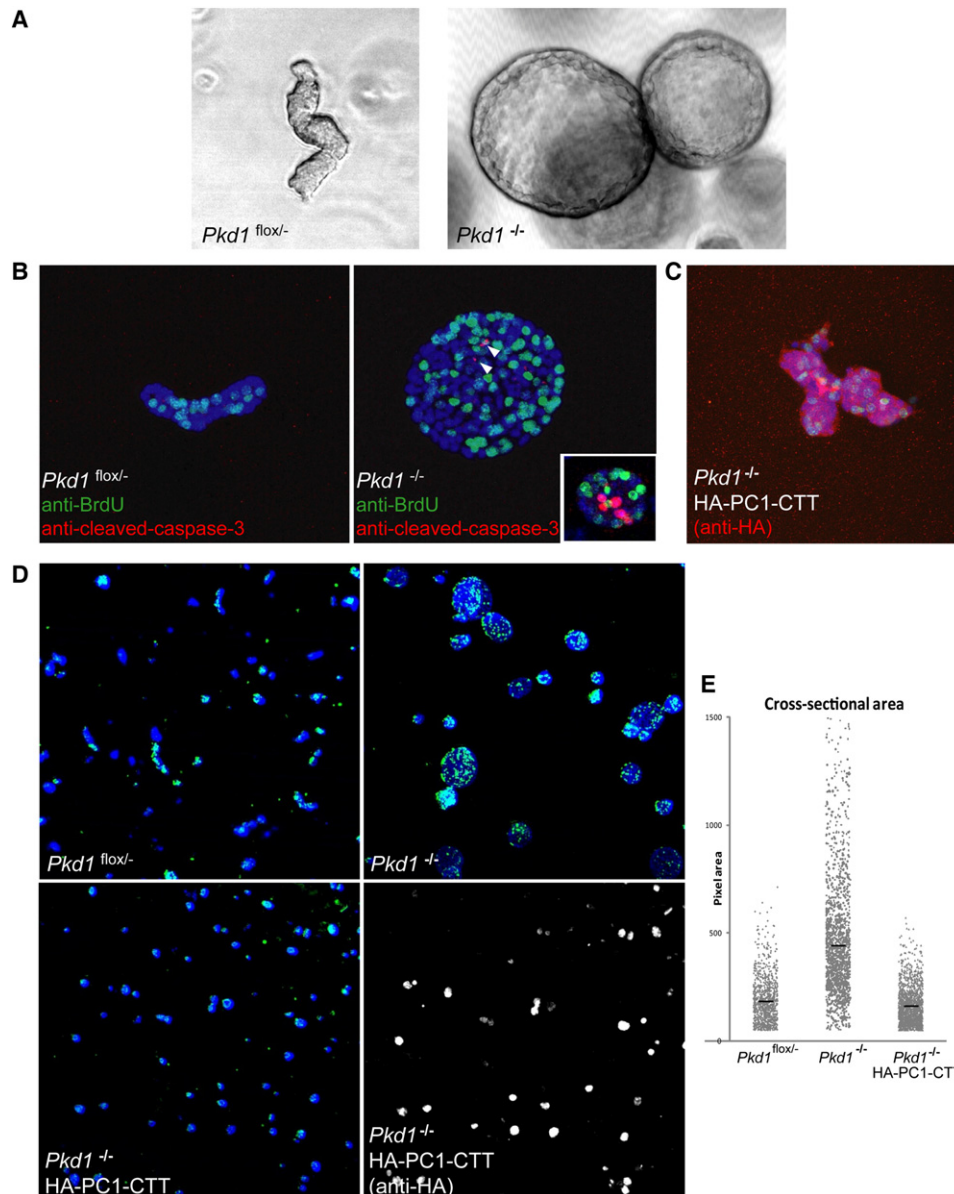 A
Pkd1 flox/-
Pkd1 -/-
B
Pkd1 flox/-
anti-BrdU
anti-cleaved-caspase-3
Pkd1 -/-
anti-BrdU
anti-cleaved-caspase-3
C
Pkd1 -/-
HA-PC1-CTT
(anti-HA)
D
Pkd1 flox/-
Pkd1 -/-
Pkd1 -/-
HA-PC1-CTT
Pkd1 -/-
HA-PC1-CTT
(anti-HA)
E
Cross-sectional area
Pixel area
1500
1000
500
0
Pkd1 flox/-
Pkd1 -/-
Pkd1 -/-
HA-PC1-CT